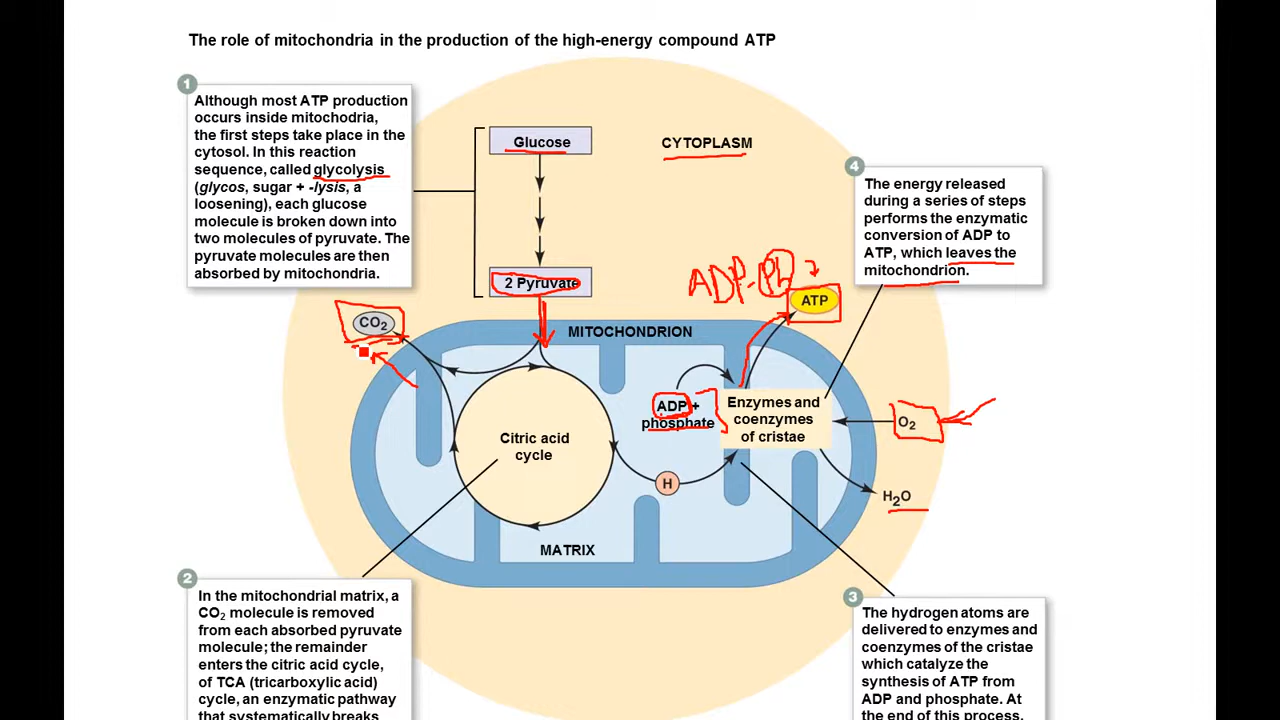 The role of mitochondria in the production of the high-energy compound ATP
1
Although most ATP production
occurs inside mitochodria,
the first steps take place in the
cytosol. In this reaction
sequence, called glycolysis
(glycos, sugar + -lysis, a
loosening), each glucose
molecule is broken down into
two molecules of pyruvate. The
pyruvate molecules are then
absorbed by mitochondria.
Glucose
CYTOPLASM
2 Pyruvate
4
The energy released
during a series of steps
performs the enzymatic
conversion of ADP to
ATP, which leaves the
mitochondrion.
ADP-Ph
ATP
CO2
MITOCHONDRION
ADP +
phosphate
Enzymes and
coenzymes
of cristae
O2
Citric acid
cycle
H
H2O
MATRIX
2
In the mitochondrial matrix, a
CO2 molecule is removed
from each absorbed pyruvate
molecule; the remainder
enters the citric acid cycle,
of TCA (tricarboxylic acid)
cycle, an enzymatic pathway
that systematically breaks
3
The hydrogen atoms are
delivered to enzymes and
coenzymes of the cristae
which catalyze the
synthesis of ATP from
ADP and phosphate. At
the end of this process,